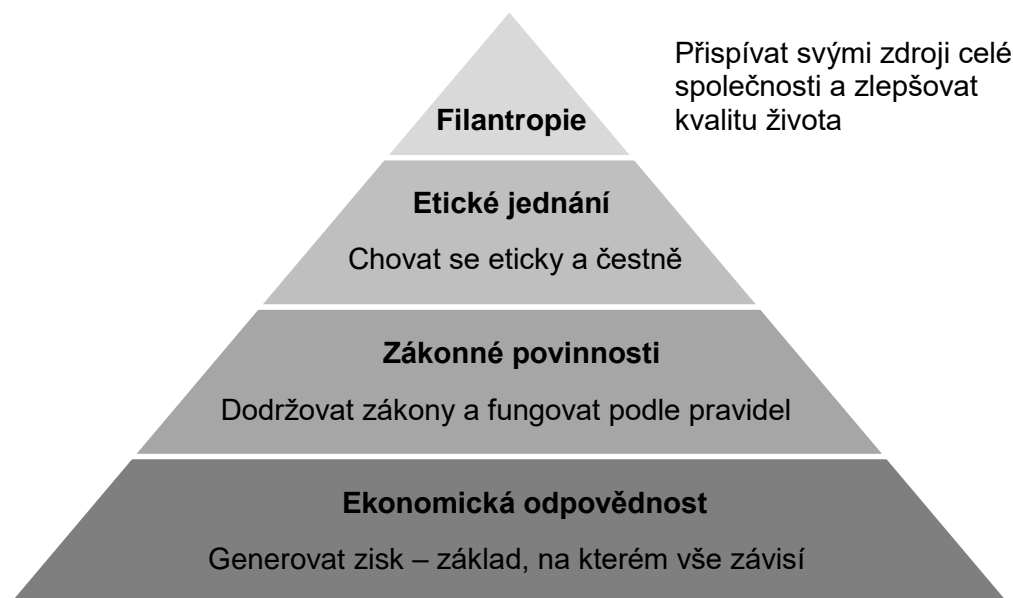 Přispívat svými zdroji celé
společnosti a zlepšovat
kvalitu života
Filantropie
Etické jednání
Chovat se eticky a čestně
Zákonné povinnosti
Dodržovat zákony a fungovat podle pravidel
Ekonomická odpovědnost
Generovat zisk – základ, na kterém vše závisí